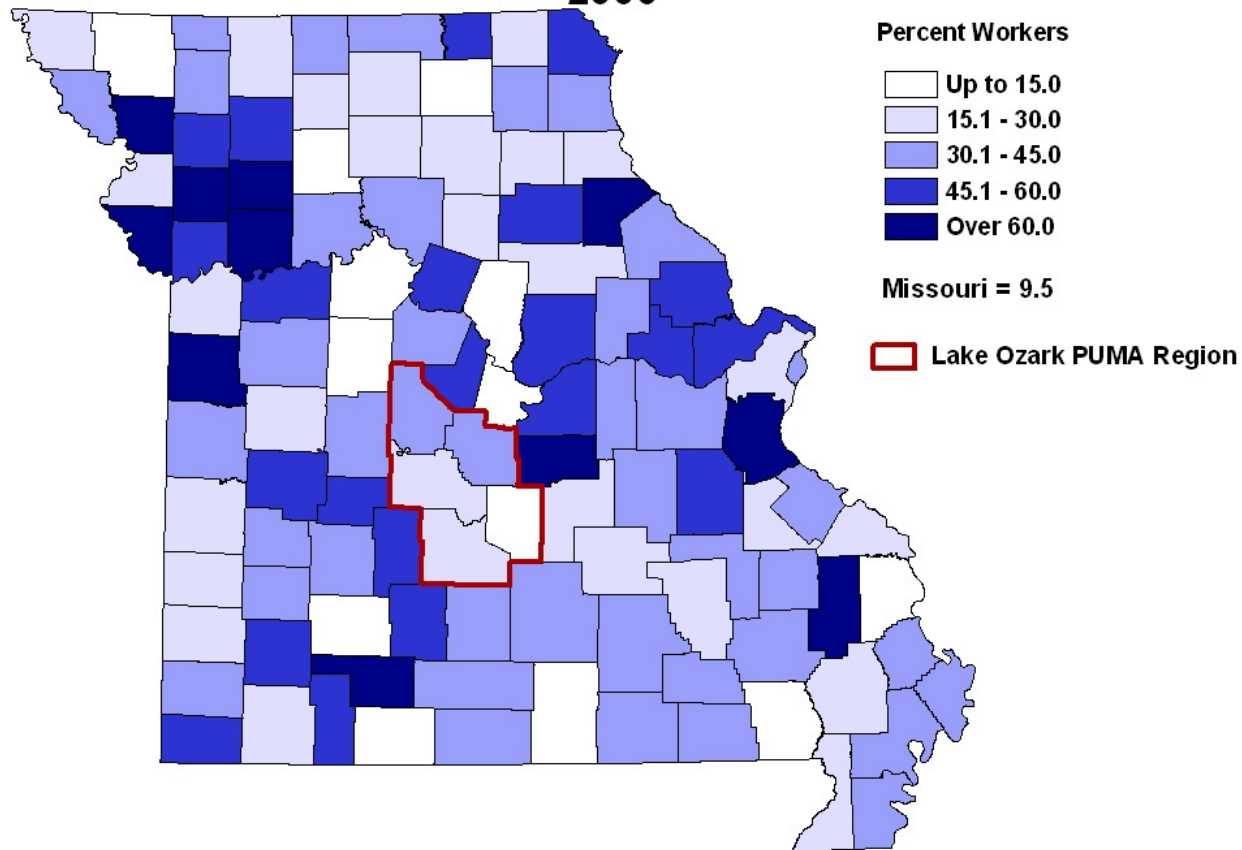 Percent Workers
Up to 15.0
15.1 - 30.0
30.1 - 45.0
45.1 - 60.0
Over 60.0
Missouri = 9.5
Lake Ozark PUMA Region